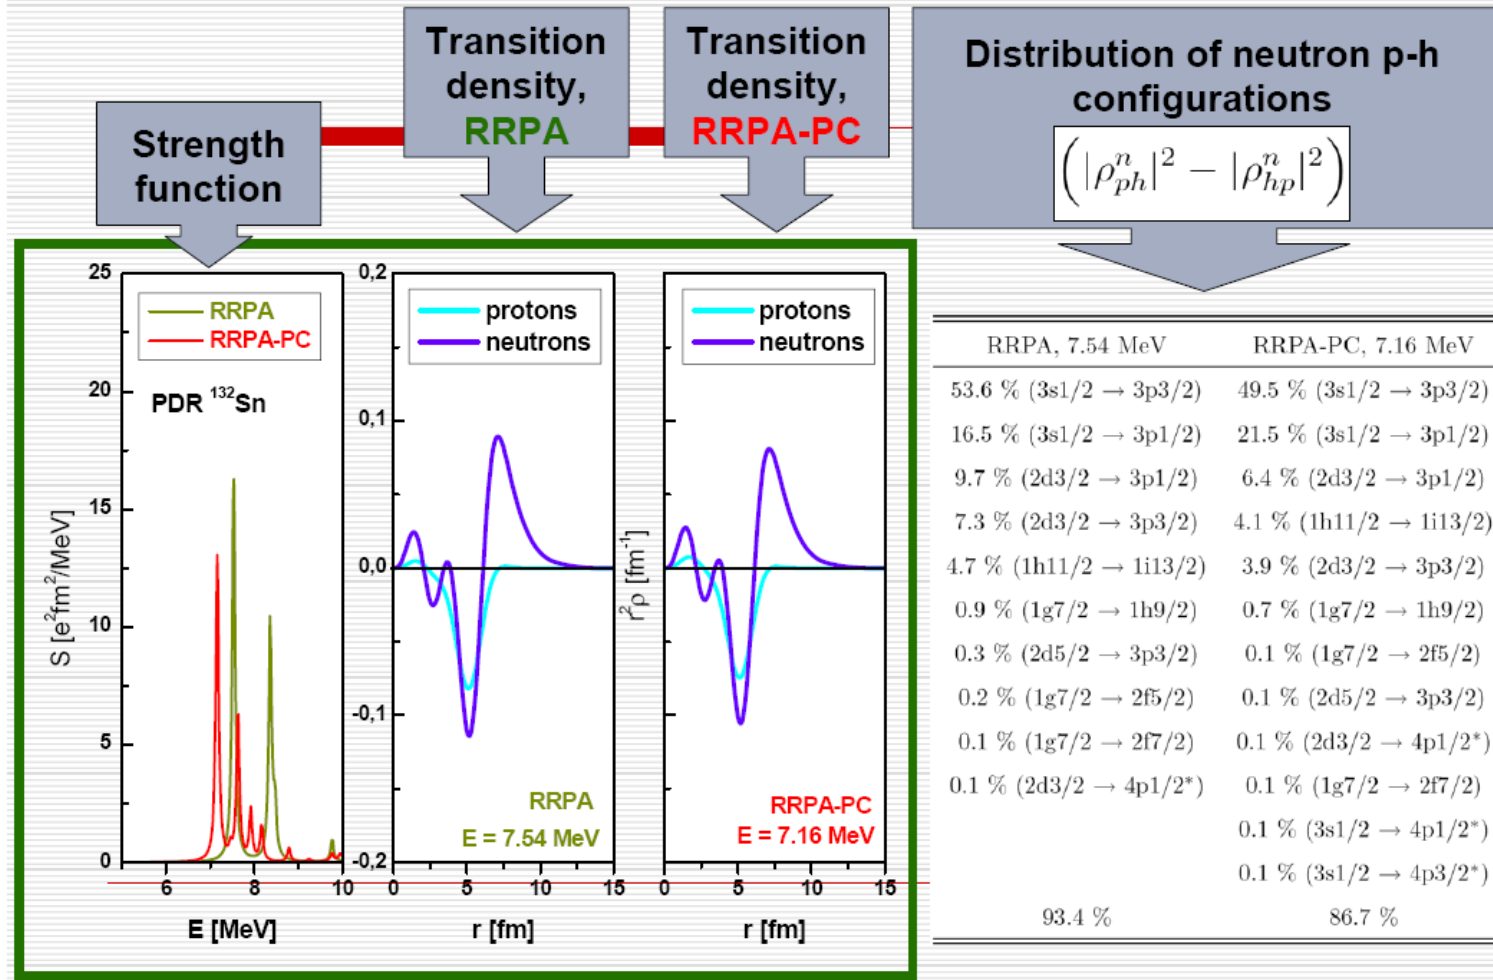 Strength
function
Transition
density,
RRPA
Transition
density,
RRPA-PC
Distribution of neutron p-h
configurations
(|ρⁿ_ph|² − |ρⁿ_hp|²)
25
20
15
10
5
0
S [e²fm²/MeV]
RRPA
RRPA-PC
PDR ¹³²Sn
6 8 10
E [MeV]
0,2
0,1
0,0
-0,1
-0,2
protons
neutrons
RRPA
E = 7.54 MeV
0 5 10 15
r [fm]
r²ρ [fm⁻¹]
protons
neutrons
RRPA-PC
E = 7.16 MeV
0 5 10 15
r [fm]
RRPA, 7.54 MeV RRPA-PC, 7.16 MeV
53.6 % (3s1/2 → 3p3/2) 49.5 % (3s1/2 → 3p3/2)
16.5 % (3s1/2 → 3p1/2) 21.5 % (3s1/2 → 3p1/2)
9.7 % (2d3/2 → 3p1/2) 6.4 % (2d3/2 → 3p1/2)
7.3 % (2d3/2 → 3p3/2) 4.1 % (1h11/2 → 1i13/2)
4.7 % (1h11/2 → 1i13/2) 3.9 % (2d3/2 → 3p3/2)
0.9 % (1g7/2 → 1h9/2) 0.7 % (1g7/2 → 1h9/2)
0.3 % (2d5/2 → 3p3/2) 0.1 % (1g7/2 → 2f5/2)
0.2 % (1g7/2 → 2f5/2) 0.1 % (2d5/2 → 3p3/2)
0.1 % (1g7/2 → 2f7/2) 0.1 % (2d3/2 → 4p1/2*)
0.1 % (2d3/2 → 4p1/2*) 0.1 % (1g7/2 → 2f7/2)
0.1 % (3s1/2 → 4p1/2*)
0.1 % (3s1/2 → 4p3/2*)
93.4 % 86.7 %